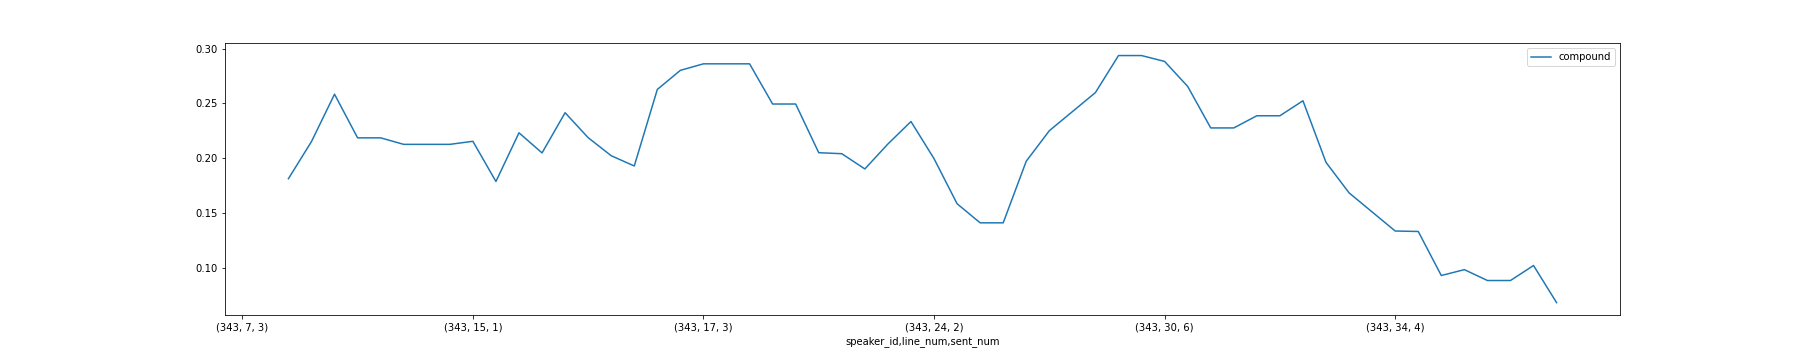 0.30
compound
0.25
0.20
0.15
0.10
(343, 7, 3) (343, 15, 1) (343, 17, 3) (343, 24, 2) (343, 30, 6) (343, 34, 4)
speaker_id,line_num,sent_num